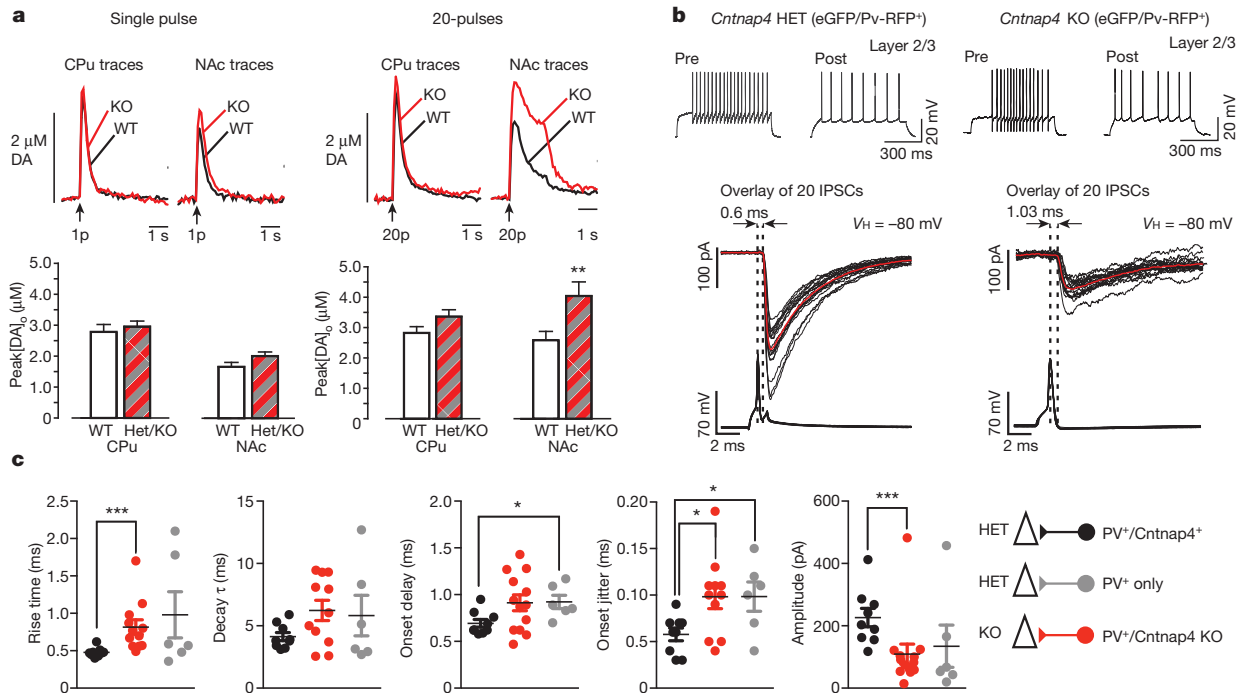 a
Single pulse
20-pulses
CPu traces
NAc traces
CPu traces
NAc traces
KO
WT
KO
WT
KO
WT
KO
WT
2 µM
DA
2 µM
DA
1p
1 s
1p
1 s
20p
1 s
20p
1 s
Peak[DA]o (µM)
5.0
4.0
3.0
2.0
1.0
0
WT Het/KO
CPu
WT Het/KO
NAc
Peak[DA]o (µM)
5.0
4.0
3.0
2.0
1.0
0
**
WT Het/KO
CPu
WT Het/KO
NAc
b
Cntnap4 HET (eGFP/Pv-RFP+)
Cntnap4 KO (eGFP/Pv-RFP+)
Layer 2/3
Pre
Post
20 mV
300 ms
Layer 2/3
Pre
Post
20 mV
300 ms
Overlay of 20 IPSCs
0.6 ms
VH = –80 mV
100 pA
70 mV
2 ms
Overlay of 20 IPSCs
1.03 ms
VH = –80 mV
100 pA
70 mV
2 ms
c
Rise time (ms)
2.5
2.0
1.5
1.0
0.5
0
***
Decay τ (ms)
15
10
5
0
Onset delay (ms)
2.0
1.5
1.0
0.5
0
*
Onset jitter (ms)
0.20
0.15
0.10
0.05
0
*
*
Amplitude (pA)
600
400
200
0
***
HET
PV+/Cntnap4+
HET
PV+ only
KO
PV+/Cntnap4 KO